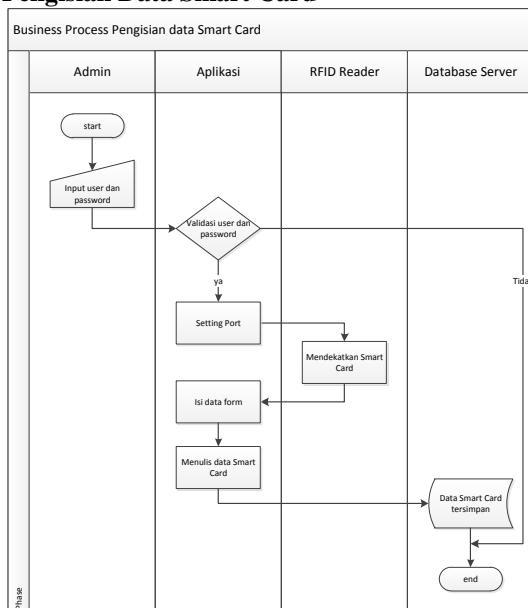 Pengisian Data Smart Card
Business Process Pengisian data Smart Card
Admin
Aplikasi
RFID Reader
Database Server
start
Input user dan
password
Validasi user dan
password
ya
Tida
Setting Port
Mendekatkan Smart
Card
Isi data form
Menulis data Smart
Card
Data Smart Card
tersimpan
end
Phase